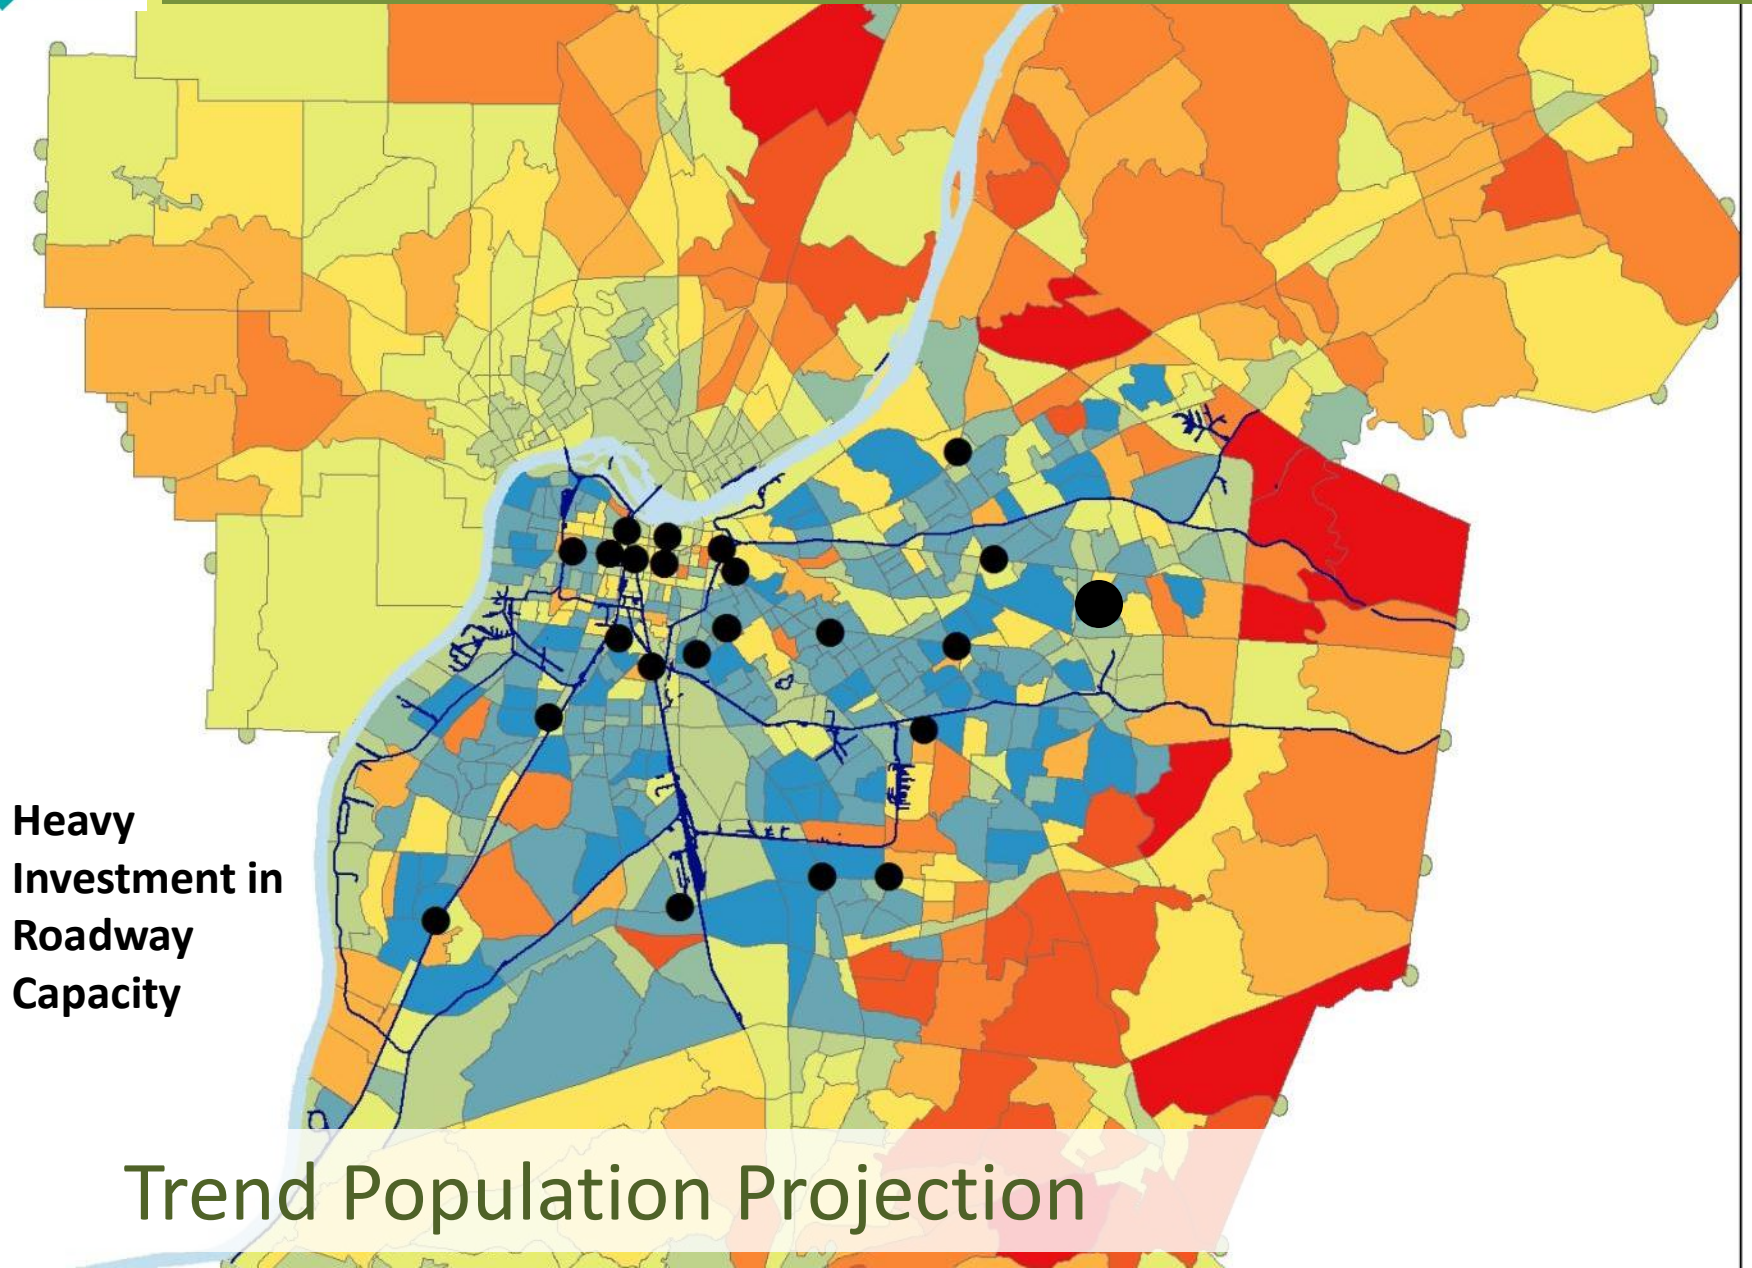 Heavy
Investment in
Roadway
Capacity
Trend Population Projection